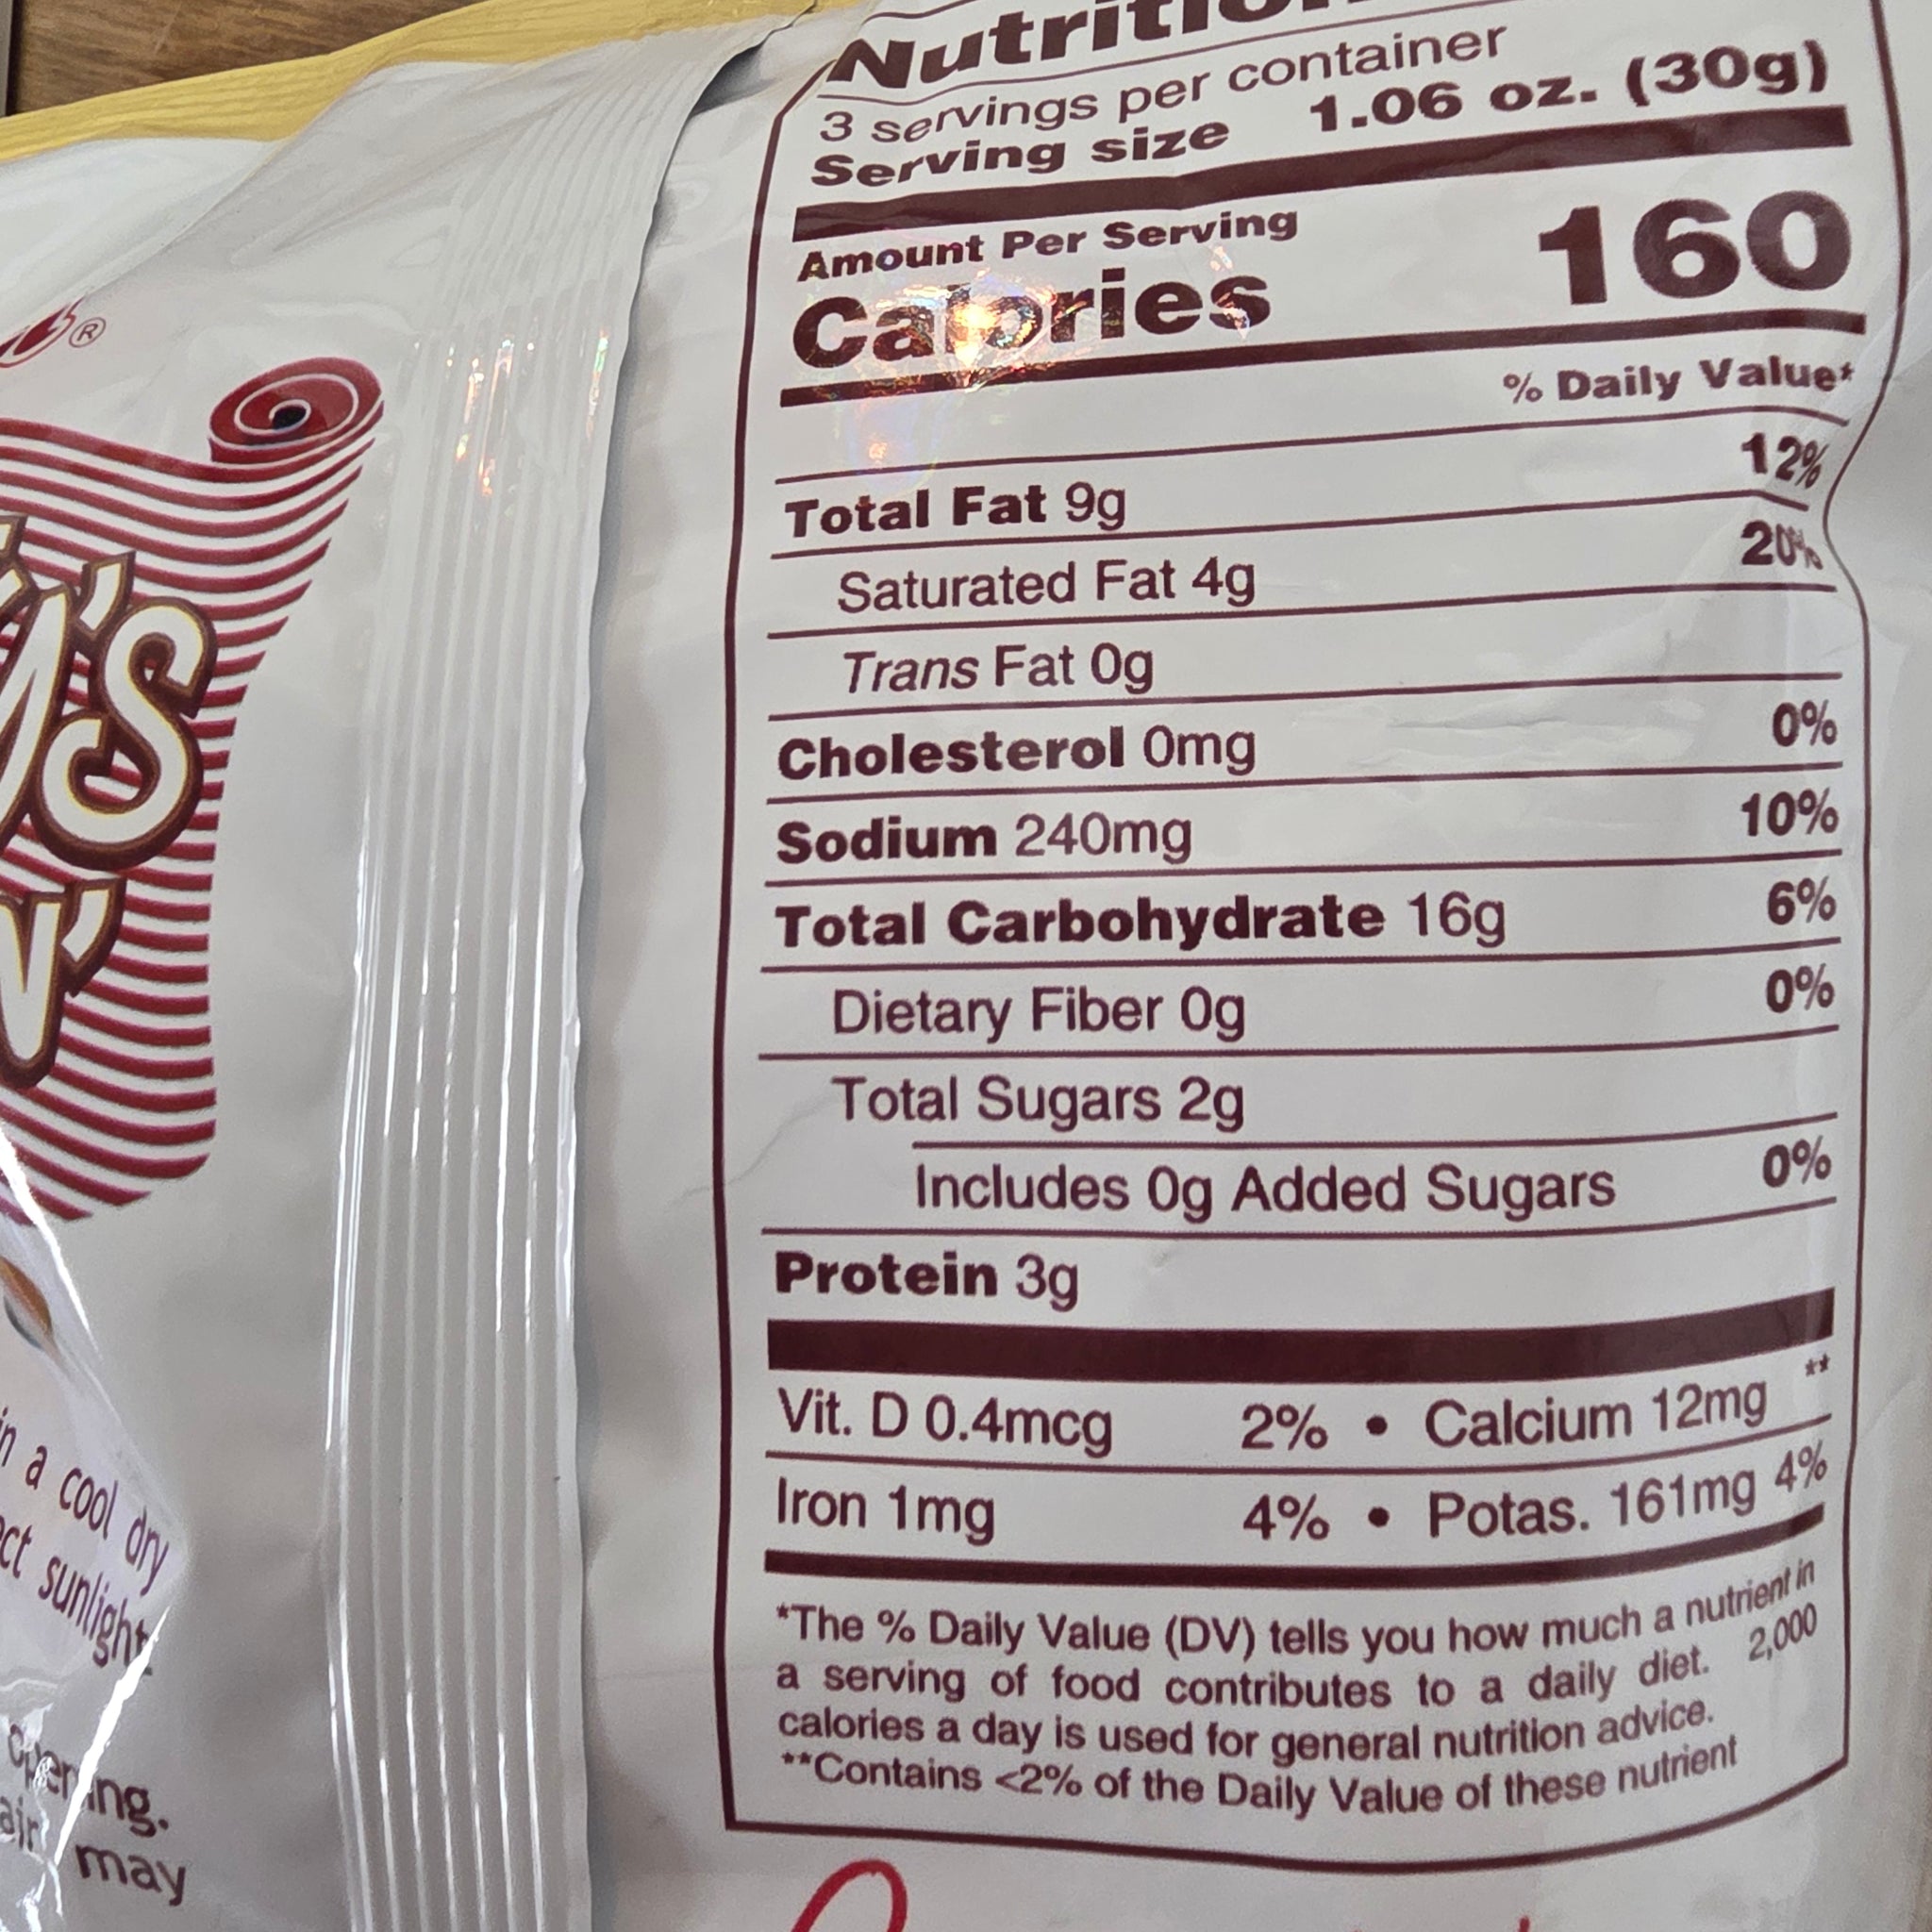 3 servings per container
Serving size 1.06 oz. (30g)
Amount Per Serving
Calories 160
% Daily Value*
Total Fat 9g 12%
Saturated Fat 4g 20%
Trans Fat 0g
Cholesterol 0mg 0%
Sodium 240mg 10%
Total Carbohydrate 16g 6%
Dietary Fiber 0g 0%
Total Sugars 2g
Includes 0g Added Sugars 0%
Protein 3g
Vit. D 0.4mcg 2% • Calcium 12mg **
Iron 1mg 4% • Potas. 161mg 4%
*The % Daily Value (DV) tells you how much a nutrient in
a serving of food contributes to a daily diet. 2,000
calories a day is used for general nutrition advice.
**Contains <2% of the Daily Value of these nutrient
®
'S
a cool dry
sunlight
opening.
may